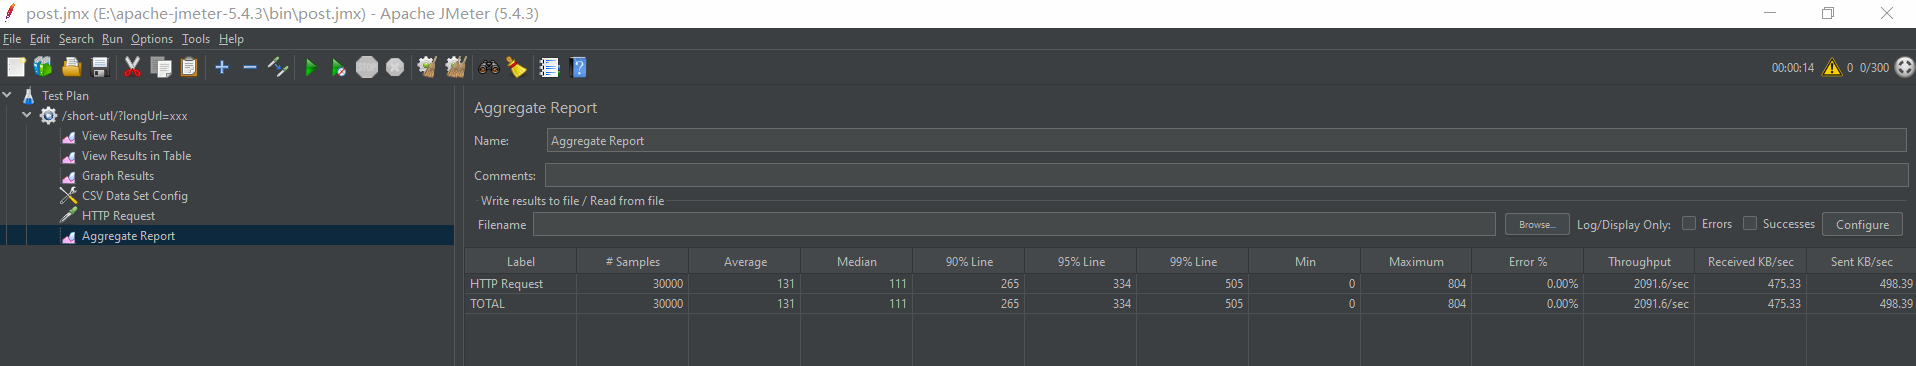 post.jmx (E:\apache-jmeter-5.4.3\bin\post.jmx) - Apache JMeter (5.4.3)
File Edit Search Run Options Tools Help
STOP 00:00:14 0 0/300
Test Plan
/short-utl/?longUrl=xxx
View Results Tree
View Results in Table
Graph Results
CSV Data Set Config
HTTP Request
Aggregate Report
Aggregate Report
Name: Aggregate Report
Comments:
Write results to file / Read from file
Filename Browse... Log/Display Only: Errors Successes Configure
Label # Samples Average Median 90% Line 95% Line 99% Line Min Maximum Error % Throughput Received KB/sec Sent KB/sec
HTTP Request 30000 131 111 265 334 505 0 804 0.00% 2091.6/sec 475.33 498.39
TOTAL 30000 131 111 265 334 505 0 804 0.00% 2091.6/sec 475.33 498.39